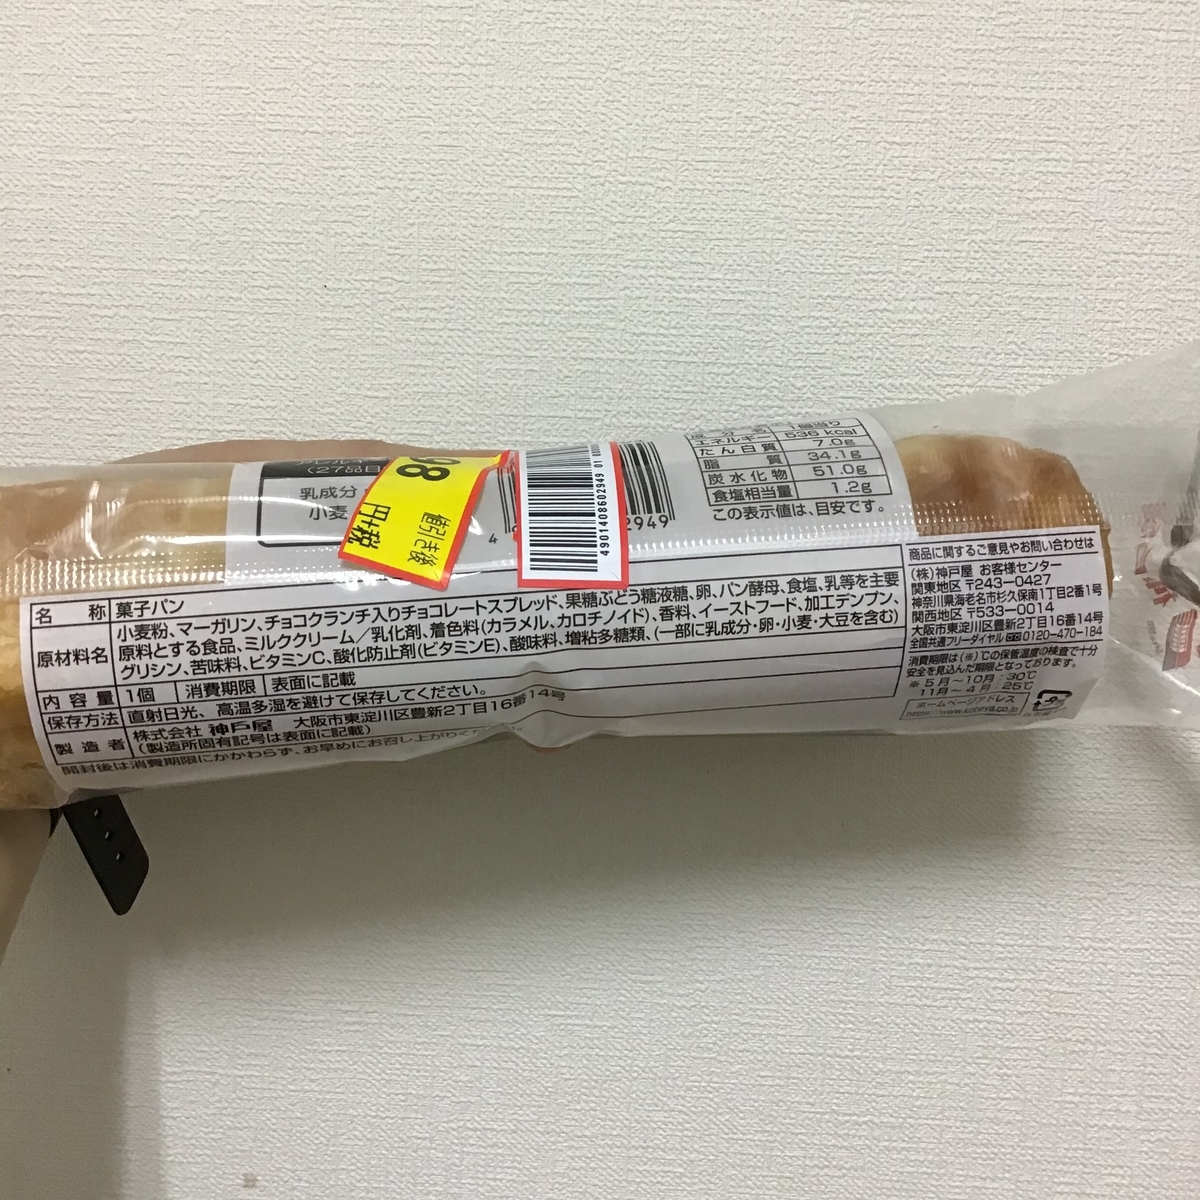 (27品目
乳成分
小麦
98
円+税
値引き後
4
2949
4901408682949 01
1個当り
エネルギー 536 kcal
たん白質 7.0g
脂質 34.1g
炭水化物 51.0g
食塩相当量 1.2g
この表示値は、目安です。
名称 菓子パン
原材料名 小麦粉、マーガリン、チョコクランチ入りチョコレートスプレッド、果糖ぶどう糖液糖、卵、パン酵母、食塩、乳等を主要
原料とする食品、ミルククリーム/乳化剤、着色料(カラメル、カロチノイド)、香料、イーストフード、加工デンプン、
グリシン、苦味料、ビタミンC、酸化防止剤(ビタミンE)、酸味料、増粘多糖類、(一部に乳成分・卵・小麦・大豆を含む)
内容量 1個 消費期限 表面に記載
保存方法 直射日光、高温多湿を避けて保存してください。
製造者 株式会社 神戸屋 大阪市東淀川区豊新2丁目16番14号
(製造所固有記号は表面に記載)
開封後は消費期限にかかわらず、お早めにお召し上がりく
商品に関するご意見やお問い合わせは
(株)神戸屋 お客様センター
関東地区 〒243-0427
神奈川県海老名市杉久保南1丁目2番1号
関西地区 〒533-0014
大阪市東淀川区豊新2丁目16番14号
全国共通フリーダイヤル 0120-470-184
消費期限は(※)℃の保管温度の検査で十分
安全を見込んだ期限となっております。
※ 5月~10月:30℃
11月~4月:25℃
ホームページアドレス
https://www.kobeya.co.jp